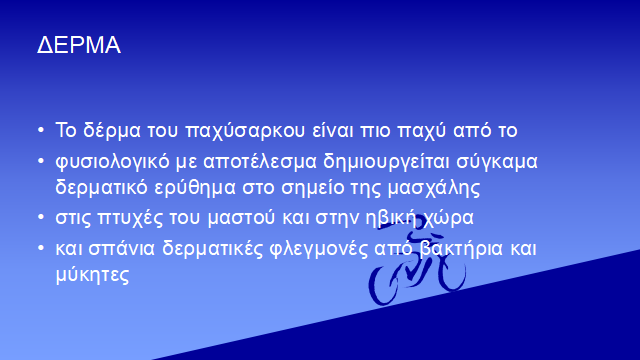 ΔΕΡΜΑ
• Το δέρμα του παχύσαρκου είναι πιο παχύ από το
• φυσιολογικό με αποτέλεσμα δημιουργείται σύγκαμα
δερματικό ερύθημα στο σημείο της μασχάλης
• στις πτυχές του μαστού και στην ηβική χώρα
• και σπάνια δερματικές φλεγμονές από βακτήρια και
μύκητες